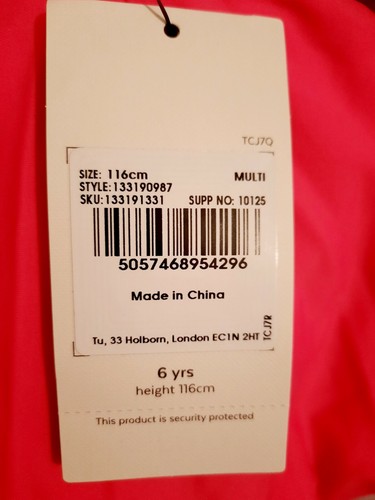 TCJ7Q
SIZE: 116cm MULTI
STYLE:133190987
SKU:133191331 SUPP NO: 10125
5057468954296
Made in China
Tu, 33 Holborn, London EC1N 2HT
TCJ7R
6 yrs
height 116cm
This product is security protected